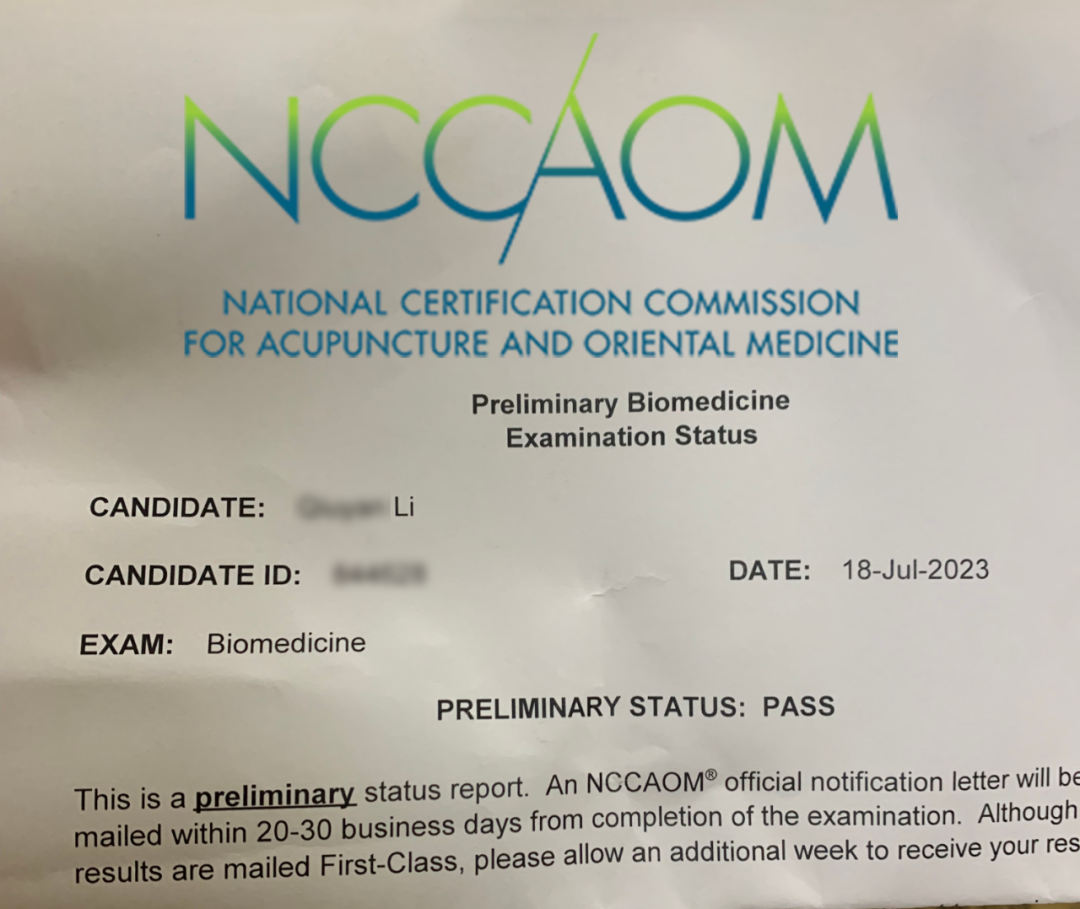 NCCAOM
NATIONAL CERTIFICATION COMMISSION
FOR ACUPUNCTURE AND ORIENTAL MEDICINE
Preliminary Biomedicine
Examination Status
CANDIDATE: Li
CANDIDATE ID:
DATE: 18-Jul-2023
EXAM: Biomedicine
PRELIMINARY STATUS: PASS
This is a preliminary status report. An NCCAOM® official notification letter will be
mailed within 20-30 business days from completion of the examination. Although
results are mailed First-Class, please allow an additional week to receive your res